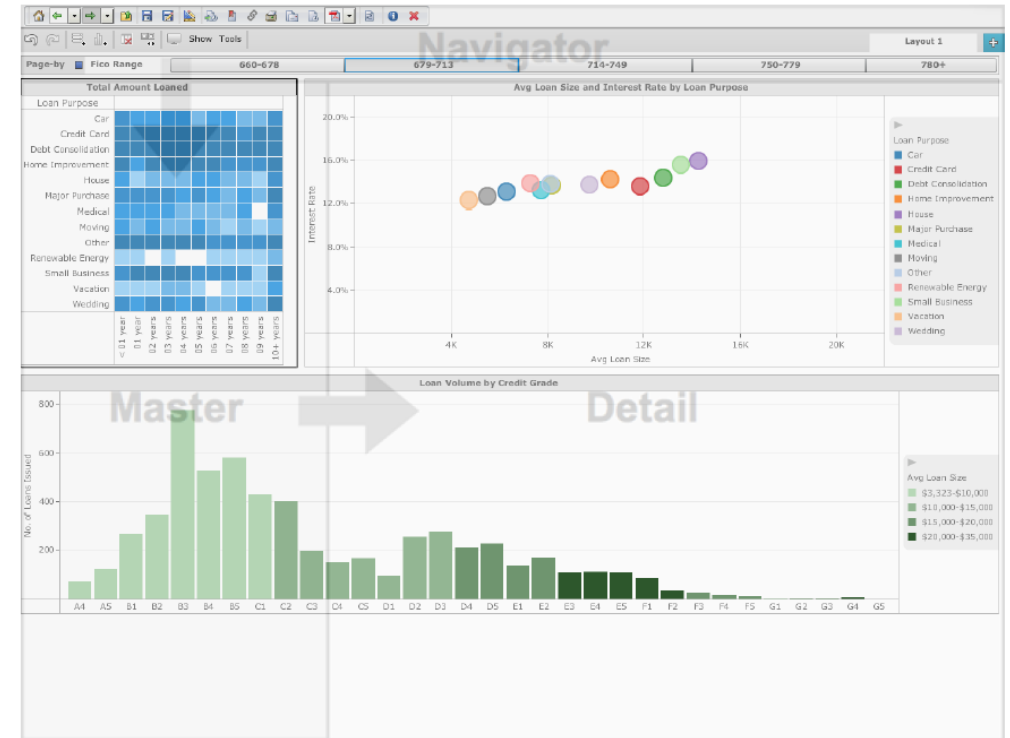 Show Tools
Layout 1
Navigator
Page-by Fico Range 660-678 679-713 714-749 750-779 780+
Total Amount Loaned
Loan Purpose
Car
Credit Card
Debt Consolidation
Home Improvement
House
Major Purchase
Medical
Moving
Other
Renewable Energy
Small Business
Vacation
Wedding
< 01 year
01 year
02 years
03 years
04 years
05 years
06 years
07 years
08 years
09 years
10+ years
Avg Loan Size and Interest Rate by Loan Purpose
Interest Rate
20.0%
16.0%
12.0%
8.0%
4.0%
4K 8K 12K 16K 20K
Avg Loan Size
Loan Purpose
Car
Credit Card
Debt Consolidation
Home Improvement
House
Major Purchase
Medical
Moving
Other
Renewable Energy
Small Business
Vacation
Wedding
Loan Volume by Credit Grade
Master
Detail
No. of Loans Issued
800
600
400
200
A4 A5 B1 B2 B3 B4 B5 C1 C2 C3 C4 C5 D1 D2 D3 D4 D5 E1 E2 E3 E4 E5 F1 F2 F3 F4 F5 G1 G2 G3 G4 G5
Avg Loan Size
$3,323-$10,000
$10,000-$15,000
$15,000-$20,000
$20,000-$35,000